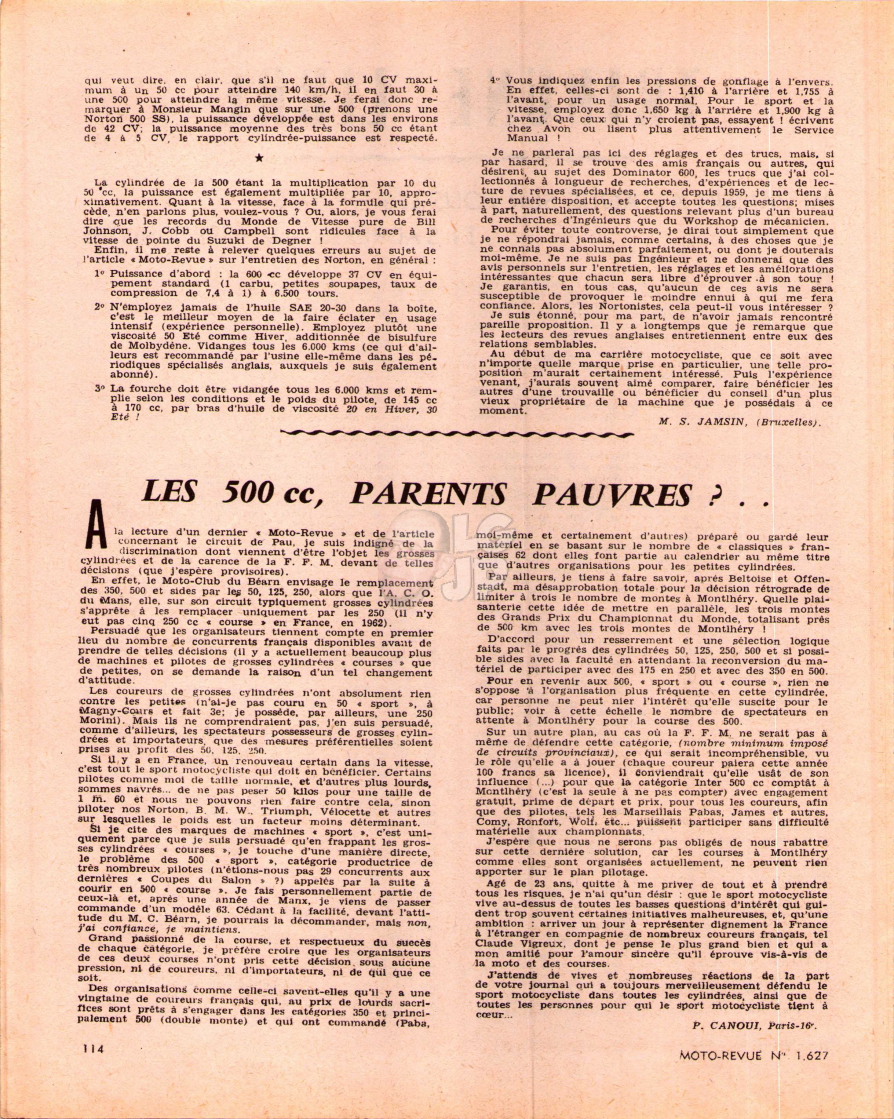 qui veut dire, en clair, que s'il ne faut que 10 CV maxi-
mum à un 50 cc pour atteindre 140 km/h, il en faut 30 à
une 500 pour atteindre la même vitesse. Je ferai donc re-
marquer à Monsieur Mangin que sur une 500 (prenons une
Norton 500 SS), la puissance développée est dans les environs
de 42 CV; la puissance moyenne des très bons 50 cc étant
de 4 à 5 CV, le rapport cylindrée-puissance est respecté.
★
La cylindrée de la 500 étant la multiplication par 10 du
50 cc, la puissance est également multipliée par 10, appro-
ximativement. Quant à la vitesse, face à la formule qui pré-
cède, n'en parlons plus, voulez-vous ? Ou, alors, je vous ferai
dire que les records du Monde de Vitesse pure de Bill
Johnson, J. Cobb ou Campbell sont ridicules face à la
vitesse de pointe du Suzuki de Degner !
Enfin, il me reste à relever quelques erreurs au sujet de
l'article « Moto-Revue » sur l'entretien des Norton, en général :
1° Puissance d'abord : la 600 cc développe 37 CV en équi-
pement standard (1 carbu, petites soupapes, taux de
compression de 7,4 à 1) à 6.500 tours.
2° N'employez jamais de l'huile SAE 20-30 dans la boîte,
c'est le meilleur moyen de la faire éclater en usage
intensif (expérience personnelle). Employez plutôt une
viscosité 50 Eté comme Hiver, additionnée de bisulfure
de Molbydéne. Vidanges tous les 6.000 km (ce qui d'ail-
leurs est recommandé par l'usine elle-même dans les pé-
riodiques spécialisés anglais, auxquels je suis également
abonné).
3° La fourche doit être vidangée tous les 6.000 kms et rem-
plie selon les conditions et le poids du pilote, de 145 cc
à 170 cc, par bras d'huile de viscosité 20 en Hiver, 30
Eté !
4° Vous indiquez enfin les pressions de gonflage à l'envers.
En effet, celles-ci sont de : 1,410 à l'arrière et 1,755 à
l'avant, pour un usage normal. Pour le sport et la
vitesse, employez donc 1,650 kg à l'arrière et 1,900 kg à
l'avant. Que ceux qui n'y croient pas, essayent ! écrivent
chez Avon ou lisent plus attentivement le Service
Manual !
Je ne parlerai pas ici des réglages et des trucs, mais, si
par hasard, il se trouve des amis français ou autres, qui
désirent, au sujet des Dominator 600, les trucs que j'ai col-
lectionnés à longueur de recherches, d'expériences et de lec-
ture de revues spécialisées, et ce, depuis 1959, je me tiens à
leur entière disposition, et accepte toutes les questions; mises
à part, naturellement, des questions relevant plus d'un bureau
de recherches d'Ingénieurs que du Workshop de mécanicien.
Pour éviter toute controverse, je dirai tout simplement que
je ne répondrai jamais, comme certains, à des choses que je
ne connais pas absolument parfaitement, ou dont je douterais
moi-même. Je ne suis pas Ingénieur et ne donnerai que des
avis personnels sur l'entretien, les réglages et les améliorations
intéressantes que chacun sera libre d'éprouver à son tour !
Je garantis, en tous cas, qu'aucun de ces avis ne sera
susceptible de provoquer le moindre ennui à qui me fera
confiance. Alors, les Nortonistes, cela peut-il vous intéresser ?
Je suis étonné, pour ma part, de n'avoir jamais rencontré
pareille proposition. Il y a longtemps que je remarque que
les lecteurs des revues anglaises entretiennent entre eux des
relations semblables.
Au début de ma carrière motocycliste, que ce soit avec
n'importe quelle marque prise en particulier, une telle pro-
position m'aurait certainement intéressé. Puis l'expérience
venant, j'aurais souvent aimé comparer, faire bénéficier les
autres d'une trouvaille ou bénéficier du conseil d'un plus
vieux propriétaire de la machine que je possédais à ce
moment.
M. S. JAMSIN, (Bruxelles).
LES 500 cc, PARENTS PAUVRES ? . .
A la lecture d'un dernier « Moto-Revue » et de l'article
concernant le circuit de Pau, je suis indigné de la
discrimination dont viennent d'être l'objet les grosses
cylindrées et de la carence de la F. F. M. devant de telles
décisions (que j'espère provisoires).
En effet, le Moto-Club du Béarn envisage le remplacement
des 350, 500 et sides par les 50, 125, 250, alors que l'A. C. O.
du Mans, elle, sur son circuit typiquement grosses cylindrées
s'apprête à les remplacer uniquement par les 250 (il n'y
eut pas cinq 250 cc « course » en France, en 1962).
Persuadé que les organisateurs tiennent compte en premier
lieu du nombre de concurrents français disponibles avant de
prendre de telles décisions (il y a actuellement beaucoup plus
de machines et pilotes de grosses cylindrées « courses » que
de petites, on se demande la raison d'un tel changement
d'attitude.
Les coureurs de grosses cylindrées n'ont absolument rien
contre les petites (n'ai-je pas couru en 50 « sport », à
Magny-Cours et fait 3e; je possède, par ailleurs, une 250
Morini). Mais ils ne comprendraient pas, j'en suis persuadé,
comme d'ailleurs, les spectateurs possesseurs de grosses cylin-
drées et importateurs, que des mesures préférentielles soient
prises au profit des 50, 125, 250.
Si il y a en France, un renouveau certain dans la vitesse,
c'est tout le sport motocycliste qui doit en bénéficier. Certains
pilotes comme moi de taille normale, et d'autres plus lourds,
sommes navrés... de ne pas peser 50 kilos pour une taille de
1 m. 60 et nous ne pouvons rien faire contre cela, sinon
piloter nos Norton, B. M. W., Triumph, Vélocette et autres
sur lesquelles le poids est un facteur moins déterminant.
Si je cite des marques de machines « sport », c'est uni-
quement parce que je suis persuadé qu'en frappant les gros-
ses cylindrées « courses », je touche d'une manière directe,
le problème des 500 « sport », catégorie productrice de
très nombreux pilotes (n'étions-nous pas 29 concurrents aux
dernières « Coupes du Salon » ?) appelés par la suite à
courir en 500 « course ». Je fais personnellement partie de
ceux-là et, après une année de Manx, je viens de passer
commande d'un modèle 63. Cédant à la facilité, devant l'atti-
tude du M. C. Béarn, je pourrais la décommander, mais non,
j'ai confiance, je maintiens.
Grand passionné de la course, et respectueux du succès
de chaque catégorie, je préfère croire que les organisateurs
de ces deux courses n'ont pris cette décision sous aucune
pression, ni de coureurs, ni d'importateurs, ni de qui que ce
soit.
Des organisations comme celle-ci savent-elles qu'il y a une
vingtaine de coureurs français qui, au prix de lourds sacri-
fices sont prêts à s'engager dans les catégories 350 et princi-
palement 500 (double monte) et qui ont commandé (Paba,
moi-même et certainement d'autres) préparé ou gardé leur
matériel en se basant sur le nombre de « classiques » fran-
çaises 62 dont elles font partie au calendrier au même titre
que d'autres organisations pour les petites cylindrées.
Par ailleurs, je tiens à faire savoir, après Beltoise et Offen-
stadt, ma désapprobation totale pour la décision rétrograde de
limiter à trois le nombre de montes à Montlhéry. Quelle plai-
santerie cette idée de mettre en parallèle, les trois montes
des Grands Prix du Championnat du Monde, totalisant près
de 500 km avec les trois montes de Montlhéry !
D'accord pour un resserrement et une sélection logique
faits par le progrès des cylindrées 50, 125, 250, 500 et si possi-
ble sides avec la faculté en attendant la reconversion du ma-
tériel de participer avec des 175 en 250 et avec des 350 en 500.
Pour en revenir aux 500, « sport » ou « course », rien ne
s'oppose à l'organisation plus fréquente en cette cylindrée,
car personne ne peut nier l'intérêt qu'elle suscite pour le
public; voir à cette échelle le nombre de spectateurs en
attente à Montlhéry pour la course des 500.
Sur un autre plan, au cas où la F. F. M. ne serait pas à
même de défendre cette catégorie, (nombre minimum imposé
de circuits provinciaux), ce qui serait incompréhensible, vu
le rôle qu'elle a à jouer (chaque coureur paiera cette année
100 francs sa licence), il conviendrait qu'elle usât de son
influence (...) pour que la catégorie Inter 500 cc comptât à
Montlhéry (c'est la seule à ne pas compter) avec engagement
gratuit, prime de départ et prix, pour tous les coureurs, afin
que des pilotes, tels les Marseillais Pabas, James et autres,
Comy, Ronfort, Wolf, etc... puissent participer sans difficulté
matérielle aux championnats.
J'espère que nous ne serons pas obligés de nous rabattre
sur cette dernière solution, car les courses à Montlhéry
comme elles sont organisées actuellement, ne peuvent rien
apporter sur le plan pilotage.
Agé de 23 ans, quitte à me priver de tout et à prendre
tous les risques, je n'ai qu'un désir : que le sport motocycliste
vive au-dessus de toutes les basses questions d'intérêt qui gui-
dent trop souvent certaines initiatives malheureuses, et, qu'une
ambition : arriver un jour à représenter dignement la France
à l'étranger en compagnie de nombreux coureurs français, tel
Claude Vigreux, dont je pense le plus grand bien et qui a
mon amitié pour l'amour sincère qu'il éprouve vis-à-vis de
la moto et des courses.
J'attends de vives et nombreuses réactions de la part
de votre journal qui a toujours merveilleusement défendu le
sport motocycliste dans toutes les cylindrées, ainsi que de
toutes les personnes pour qui le sport motocycliste tient à
cœur...
P. CANOUI, Paris-16e.
114
MOTO-REVUE N° 1.627